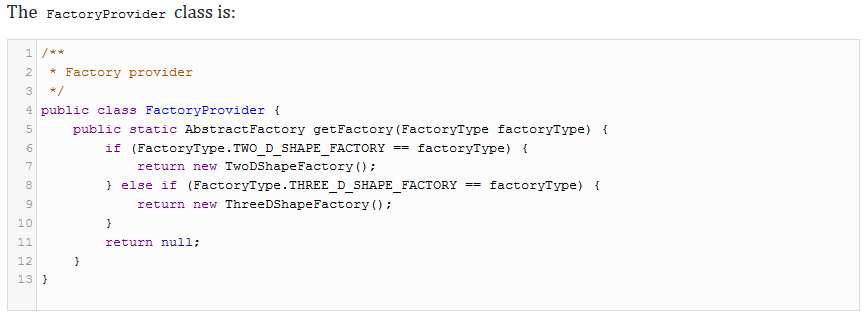 The FactoryProvider class is:
1 /**
2  * Factory provider
3  */
4 public class FactoryProvider {
5     public static AbstractFactory getFactory(FactoryType factoryType) {
6         if (FactoryType.TWO_D_SHAPE_FACTORY == factoryType) {
7             return new TwoDShapeFactory();
8         } else if (FactoryType.THREE_D_SHAPE_FACTORY == factoryType) {
9             return new ThreeDShapeFactory();
10         }
11         return null;
12     }
13 }